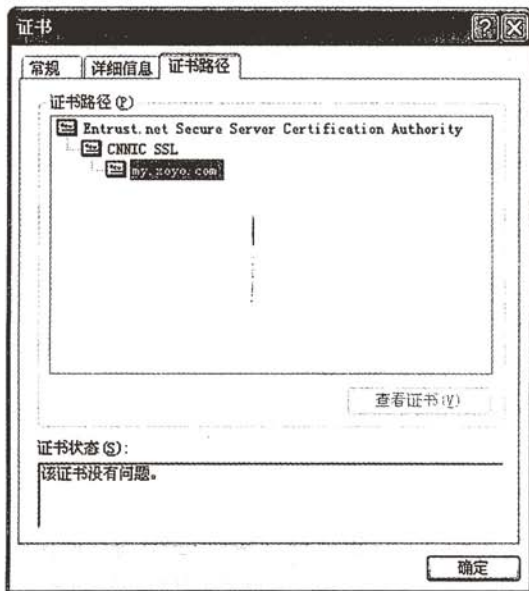 证书
常规 详细信息 证书路径
证书路径(P)
Entrust.net Secure Server Certification Authority
CNNIC SSL
my.xoyo.com
查看证书(V)
证书状态(S):
该证书没有问题。
确定